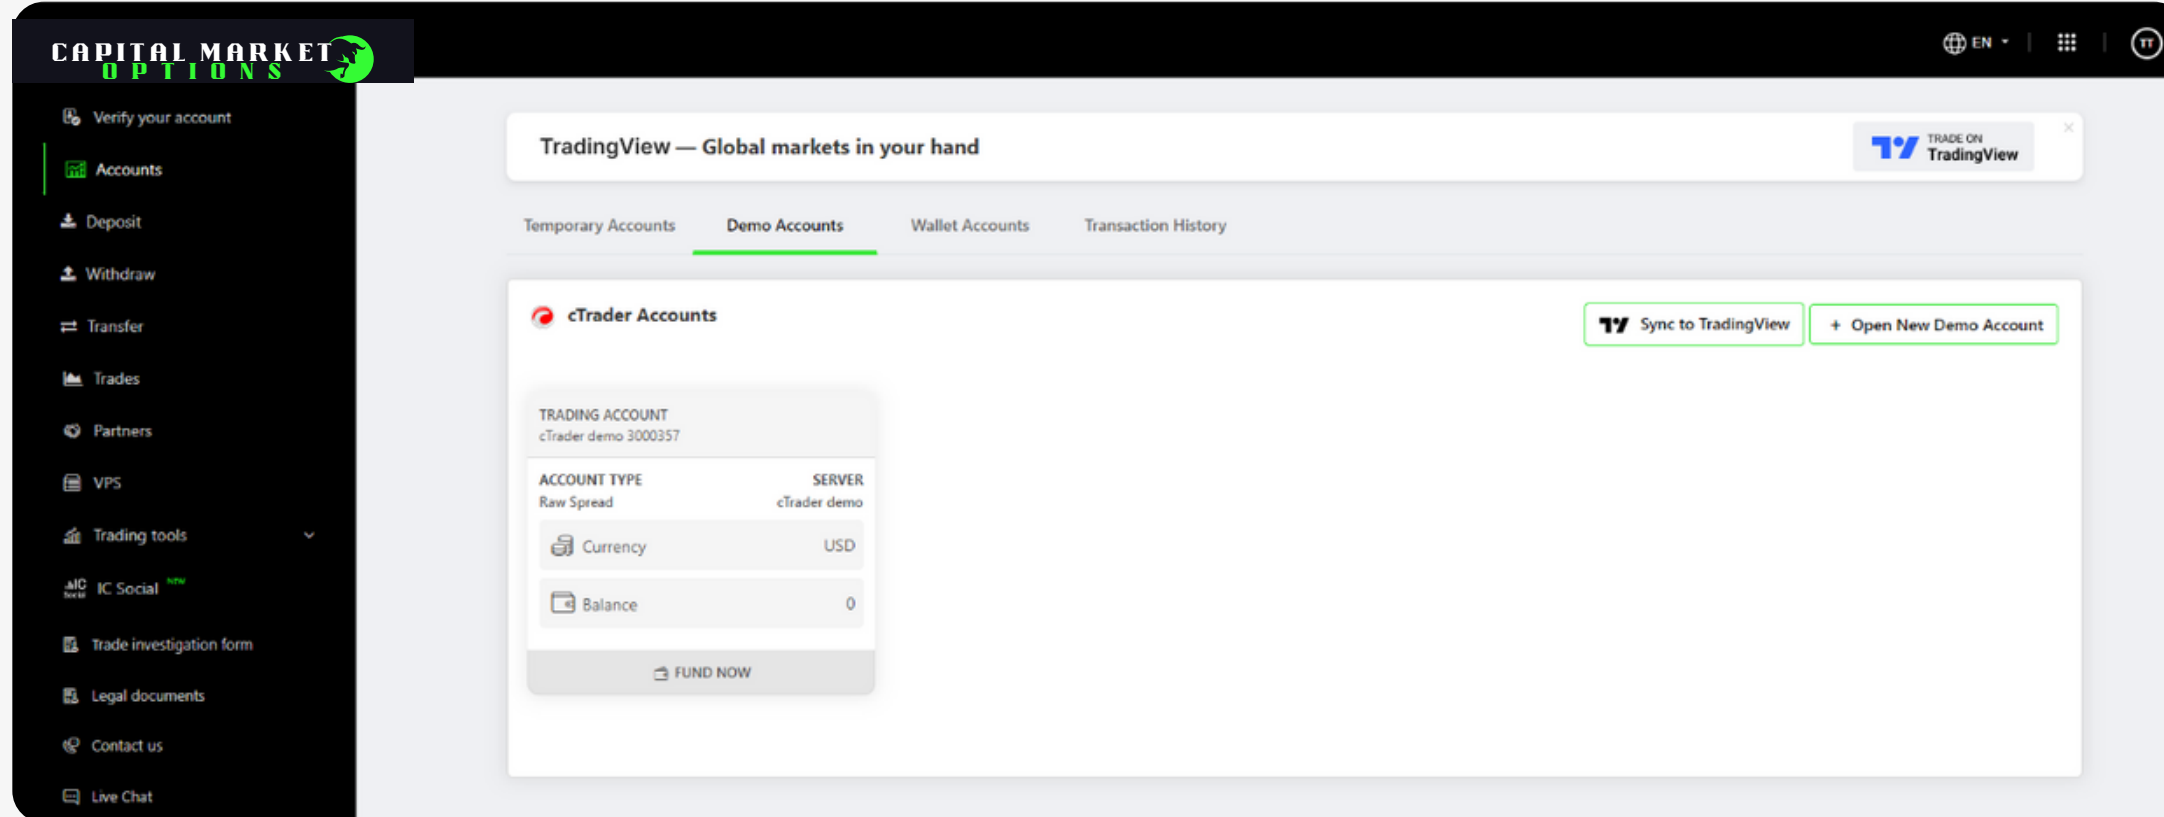 CAPITAL MARKET
OPTIONS
EN
TT
Verify your account
Accounts
Deposit
Withdraw
Transfer
Trades
Partners
VPS
Trading tools
IC Social NEW
Trade investigation form
Legal documents
Contact us
Live Chat
TradingView — Global markets in your hand
TRADE ON
TradingView
Temporary Accounts Demo Accounts Wallet Accounts Transaction History
cTrader Accounts
Sync to TradingView
+ Open New Demo Account
TRADING ACCOUNT
cTrader demo 3000357
ACCOUNT TYPE SERVER
Raw Spread cTrader demo
Currency USD
Balance 0
FUND NOW